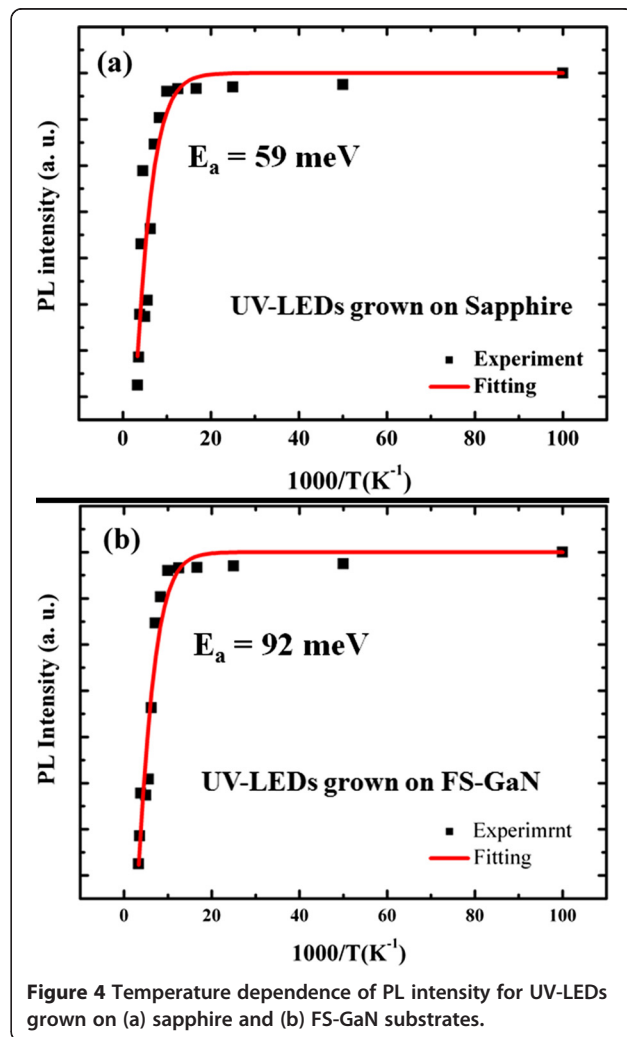 (a)
PL intensity (a. u.)
E_a = 59 meV
UV-LEDs grown on Sapphire
Experiment
Fitting
0 20 40 60 80 100
1000/T(K^-1)
(b)
PL Intensity (a. u.)
E_a = 92 meV
UV-LEDs grown on FS-GaN
Experimrnt
Fitting
0 20 40 60 80 100
1000/T(K^-1)
Figure 4 Temperature dependence of PL intensity for UV-LEDs
grown on (a) sapphire and (b) FS-GaN substrates.